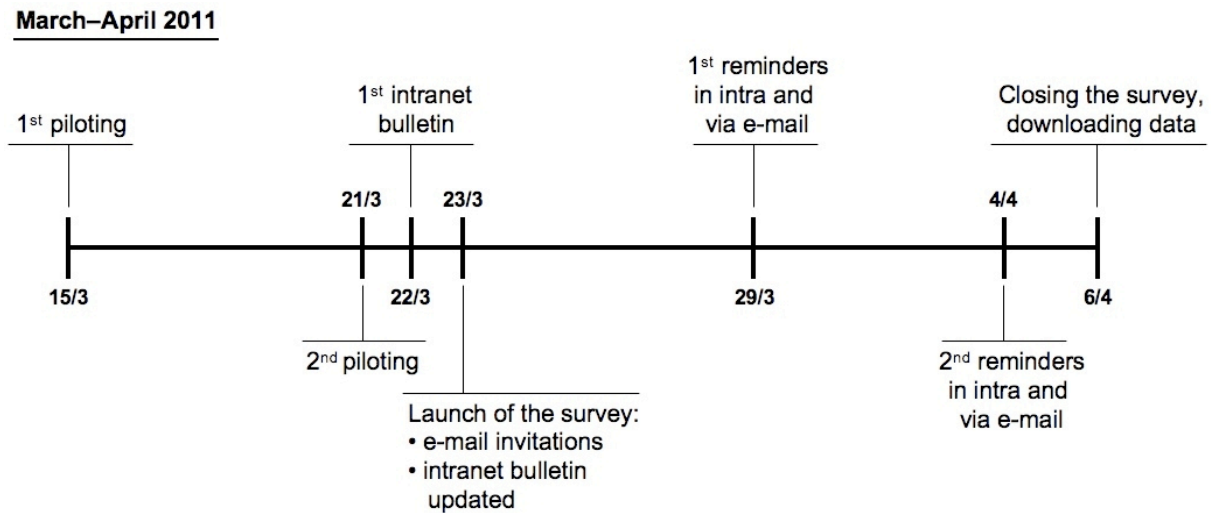 March–April 2011
1st piloting
1st intranet
bulletin
1st reminders
in intra and
via e-mail
Closing the survey,
downloading data
21/3
23/3
4/4
15/3
22/3
29/3
6/4
2nd piloting
Launch of the survey:
• e-mail invitations
• intranet bulletin
updated
2nd reminders
in intra and
via e-mail